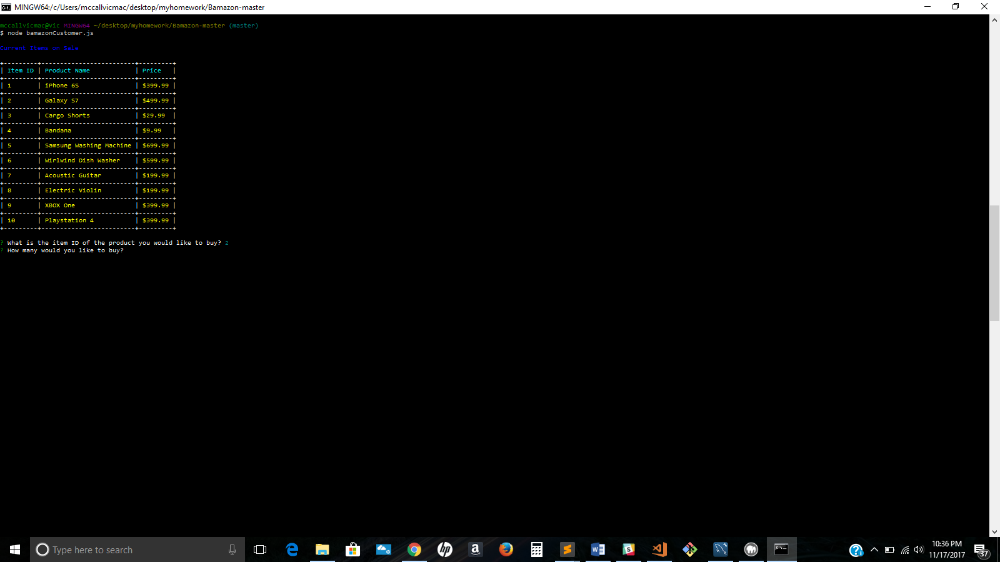 MINGW64:/c/Users/mccallvicmac/desktop/myhomework/Bamazon-master
mccallvicmac@Vic MINGW64 ~/desktop/myhomework/Bamazon-master (master)
$ node bamazonCustomer.js
Current Items on Sale
| Item ID | Product Name | Price |
| 1 | iPhone 6S | $399.99 |
| 2 | Galaxy S7 | $499.99 |
| 3 | Cargo Shorts | $29.99 |
| 4 | Bandana | $9.99 |
| 5 | Samsung Washing Machine | $699.99 |
| 6 | Wirlwind Dish Washer | $599.99 |
| 7 | Acoustic Guitar | $199.99 |
| 8 | Electric Violin | $199.99 |
| 9 | XBOX One | $399.99 |
| 10 | Playstation 4 | $399.99 |
? What is the item ID of the product you would like to buy? 2
? How many would you like to buy?
Type here to search
10:36 PM
11/17/2017
37